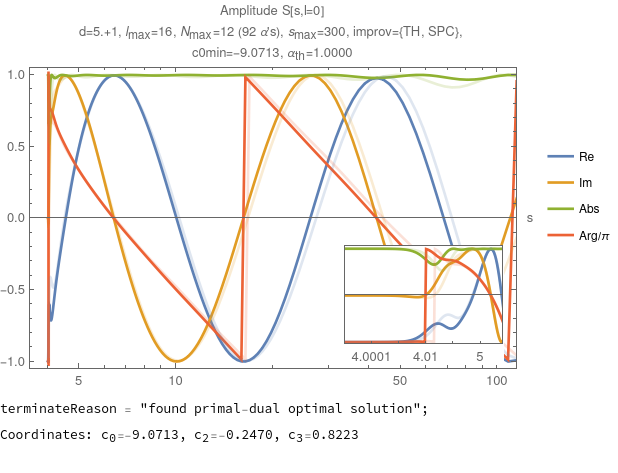 Amplitude S[s,l=0]
d=5.+1, lmax=16, Nmax=12 (92 α's), smax=300, improv={TH, SPC},
c0min=-9.0713, αth=1.0000
1.0
0.5
0.0
-0.5
-1.0
5
10
50
100
s
Re
Im
Abs
Arg/π
4.0001
4.01
5
terminateReason = "found primal-dual optimal solution";
Coordinates: c0=-9.0713, c2=-0.2470, c3=0.8223